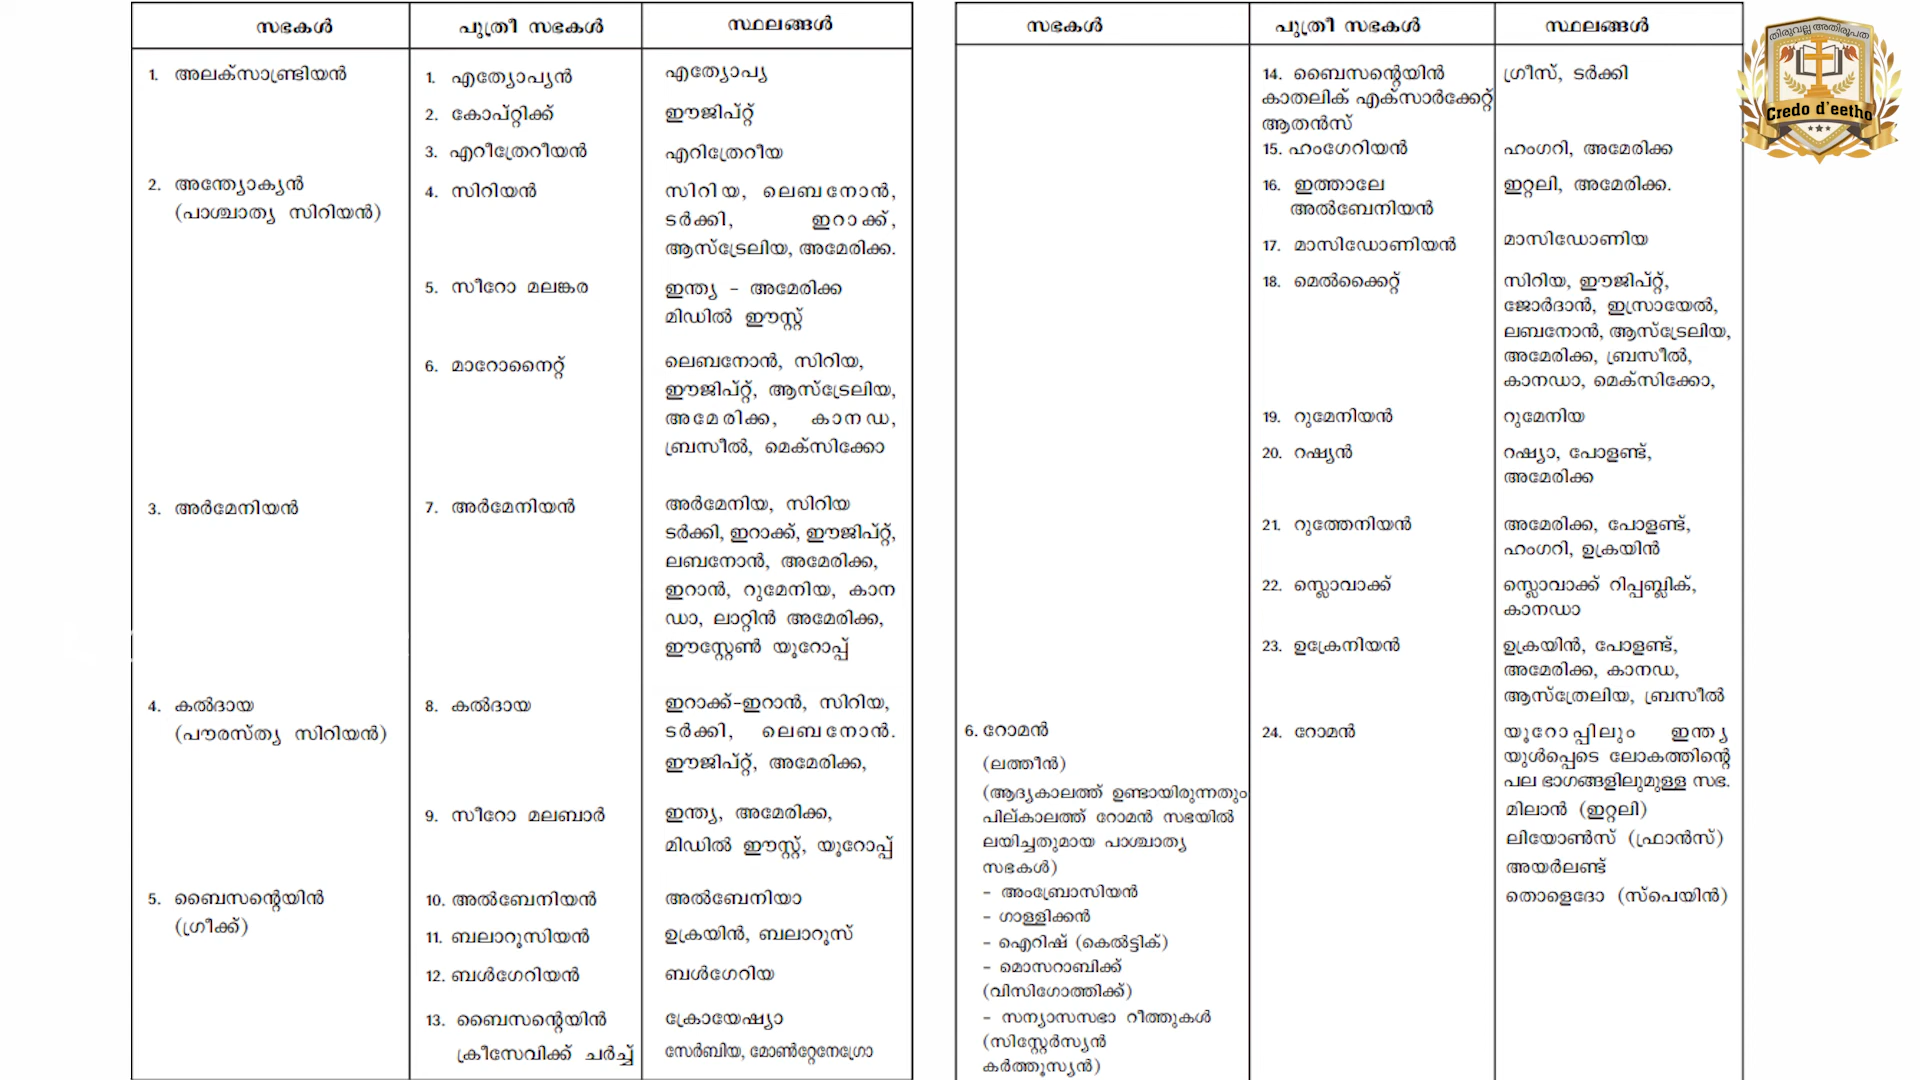 സഭകൾ
പുത്രീ സഭകൾ
സ്ഥലങ്ങൾ
1. അലക്സാണ്ട്രിയൻ
1. എത്യോപ്യൻ
എത്യോപ്യ
2. കോപ്റ്റിക്ക്
ഈജിപ്റ്റ്
3. എറീത്രേറീയൻ
എറിത്രേറീയ
2. അന്ത്യോക്യൻ
(പാശ്ചാത്യ സിറിയൻ)
4. സിറിയൻ
സിറിയ, ലെബനോൻ,
ടർക്കി, ഇറാക്ക്,
ആസ്ട്രേലിയ, അമേരിക്ക.
5. സീറോ മലങ്കര
ഇന്ത്യ - അമേരിക്ക
മിഡിൽ ഈസ്റ്റ്
6. മാറോനൈറ്റ്
ലെബനോൻ, സിറിയ,
ഈജിപ്റ്റ്, ആസ്ട്രേലിയ,
അമേരിക്ക, കാനഡ,
ബ്രസീൽ, മെക്സിക്കോ
3. അർമേനിയൻ
7. അർമേനിയൻ
അർമേനിയ, സിറിയ
ടർക്കി, ഇറാക്ക്, ഈജിപ്റ്റ്,
ലബനോൻ, അമേരിക്ക,
ഇറാൻ, റുമേനിയ, കാന
ഡാ, ലാറ്റിൻ അമേരിക്ക,
ഈസ്റ്റേൺ യൂറോപ്പ്
4. കൽദായ
(പൗരസ്ത്യ സിറിയൻ)
8. കൽദായ
ഇറാക്ക്-ഇറാൻ, സിറിയ,
ടർക്കി, ലെബനോൻ.
ഈജിപ്റ്റ്, അമേരിക്ക,
9. സീറോ മലബാർ
ഇന്ത്യ, അമേരിക്ക,
മിഡിൽ ഈസ്റ്റ്, യൂറോപ്പ്
5. ബൈസന്റെയിൻ
(ഗ്രീക്ക്)
10. അൽബേനിയൻ
അൽബേനിയാ
11. ബലാറൂസിയൻ
ഉക്രയിൻ, ബലാറൂസ്
12. ബൾഗേറിയൻ
ബൾഗേറിയ
13. ബൈസന്റെയിൻ
ക്രീസേവിക്ക് ചർച്ച്
ക്രോയേഷ്യാ
സേർബിയ, മോൺറ്റേനേഗ്രോ
സഭകൾ
പുത്രീ സഭകൾ
സ്ഥലങ്ങൾ
14. ബൈസന്റെയിൻ
കാതലിക് എക്സാർക്കേറ്റ്
ആതൻസ്
ഗ്രീസ്, ടർക്കി
15. ഹംഗേറിയൻ
ഹംഗറി, അമേരിക്ക
16. ഇത്താലേ
അൽബേനിയൻ
ഇറ്റലി, അമേരിക്ക.
17. മാസിഡോണിയൻ
മാസിഡോണിയ
18. മെൽക്കൈറ്റ്
സിറിയ, ഈജിപ്റ്റ്,
ജോർദാൻ, ഇസ്രായേൽ,
ലബനോൻ, ആസ്ട്രേലിയ,
അമേരിക്ക, ബ്രസീൽ,
കാനഡാ, മെക്സിക്കോ,
19. റുമേനിയൻ
റുമേനിയ
20. റഷ്യൻ
റഷ്യാ, പോളണ്ട്,
അമേരിക്ക
21. റുത്തേനിയൻ
അമേരിക്ക, പോളണ്ട്,
ഹംഗറി, ഉക്രയിൻ
22. സ്ലൊവാക്ക്
സ്ലൊവാക്ക് റിപ്പബ്ലിക്,
കാനഡാ
23. ഉക്രേനിയൻ
ഉക്രയിൻ, പോളണ്ട്,
അമേരിക്ക, കാനഡ,
ആസ്ത്രേലിയ, ബ്രസീൽ
6. റോമൻ
(ലത്തീൻ)
(ആദ്യകാലത്ത് ഉണ്ടായിരുന്നതും
പില്കാലത്ത് റോമൻ സഭയിൽ
ലയിച്ചതുമായ പാശ്ചാത്യ
സഭകൾ)
- അംബ്രോസിയൻ
- ഗാള്ളിക്കൻ
- ഐറിഷ് (കെൽട്ടിക്)
- മൊസറാബിക്ക്
(വിസിഗോത്തിക്ക്)
- സന്യാസസഭാ റീത്തുകൾ
(സിസ്റ്റേർസ്യൻ
കർത്തൂസ്യൻ)
24. റോമൻ
യൂറോപ്പിലും ഇന്ത്യ
യുൾപ്പെടെ ലോകത്തിന്റെ
പല ഭാഗങ്ങളിലുമുള്ള സഭ.
മിലാൻ (ഇറ്റലി)
ലിയോൺസ് (ഫ്രാൻസ്)
അയർലണ്ട്
തൊളെദോ (സ്പെയിൻ)
തിരുവല്ല അതിരൂപത
Credo d'eetho